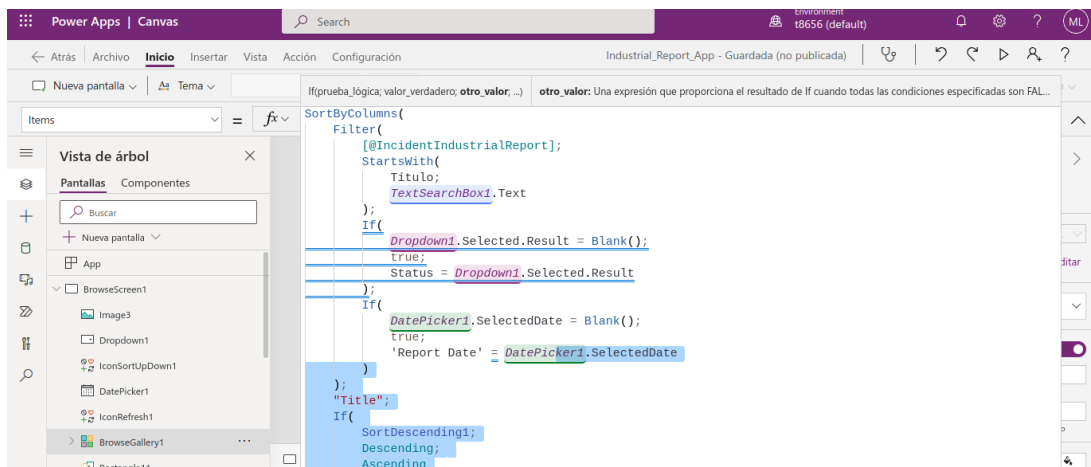 Power Apps | Canvas
Search
Environment
t8656 (default)
ML
Atrás Archivo Inicio Insertar Vista Acción Configuración
Industrial_Report_App - Guardada (no publicada)
Nueva pantalla
Tema
If(prueba_lógica; valor_verdadero; otro_valor; ...)
otro_valor: Una expresión que proporciona el resultado de If cuando todas las condiciones especificadas son FAL...
Items
= fx
Vista de árbol
Pantallas Componentes
Buscar
Nueva pantalla
App
BrowseScreen1
Image3
Dropdown1
IconSortUpDown1
DatePicker1
IconRefresh1
BrowseGallery1
Rectangle11
SortByColumns(
Filter(
[@IncidentIndustrialReport];
StartsWith(
Título;
TextSearchBox1.Text
);
If(
Dropdown1.Selected.Result = Blank();
true;
Status = Dropdown1.Selected.Result
);
If(
DatePicker1.SelectedDate = Blank();
true;
'Report Date' = DatePicker1.SelectedDate
)
);
"Title";
If(
SortDescending1;
Descending;
Ascending
ditar